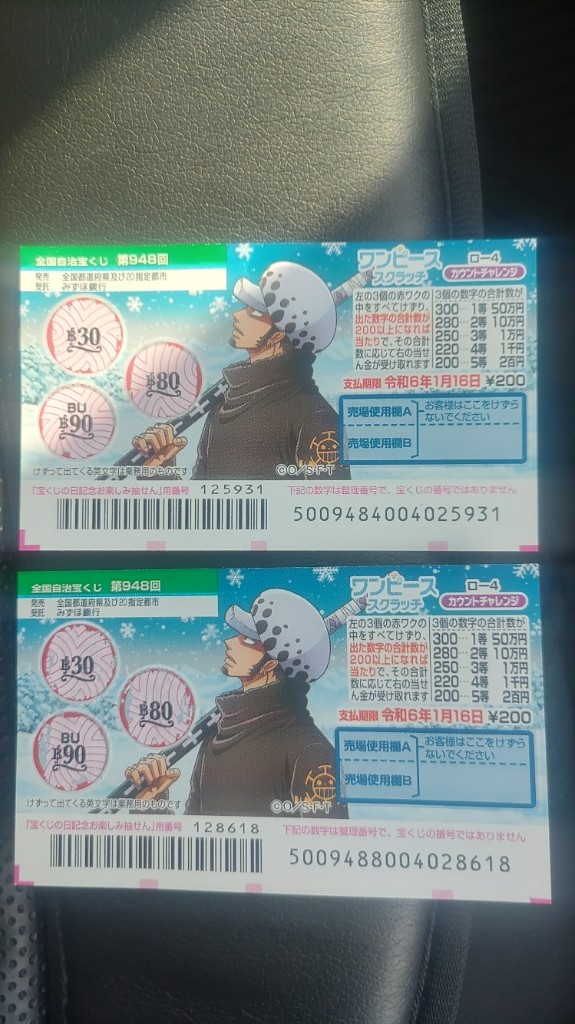 全国自治宝くじ 第948回
発売 全国都道府県及び20指定都市
受託 みずほ銀行
฿30
฿80
BU
฿90
けずって出てくる英文字は業務用のものです
ワンピース
スクラッチ
ロ−4
カウントチャレンジ
左の3個の赤ワクの
中をすべてけずり、
出た数字の合計数が
200以上になれば
当たりで、その合計
数に応じて右の当せ
ん金が受け取れます
3個の数字の合計数が
300…1等 50万円
280…2等 10万円
250…3等 1万円
220…4等 1千円
200…5等 2百円
支払期限 令和6年1月16日 ¥200
売場使用欄A
売場使用欄B
お客様はここをけずら
ないでください
©O/S・F・T
「宝くじの日記念お楽しみ抽せん」用番号 125931
下記の数字は整理番号で、宝くじの番号ではありません
5009484004025931
全国自治宝くじ 第948回
発売 全国都道府県及び20指定都市
受託 みずほ銀行
฿30
฿80
BU
฿90
けずって出てくる英文字は業務用のものです
ワンピース
スクラッチ
ロ−4
カウントチャレンジ
左の3個の赤ワクの
中をすべてけずり、
出た数字の合計数が
200以上になれば
当たりで、その合計
数に応じて右の当せ
ん金が受け取れます
3個の数字の合計数が
300…1等 50万円
280…2等 10万円
250…3等 1万円
220…4等 1千円
200…5等 2百円
支払期限 令和6年1月16日 ¥200
売場使用欄A
売場使用欄B
お客様はここをけずら
ないでください
©O/S・F・T
「宝くじの日記念お楽しみ抽せん」用番号 128618
下記の数字は整理番号で、宝くじの番号ではありません
5009488004028618